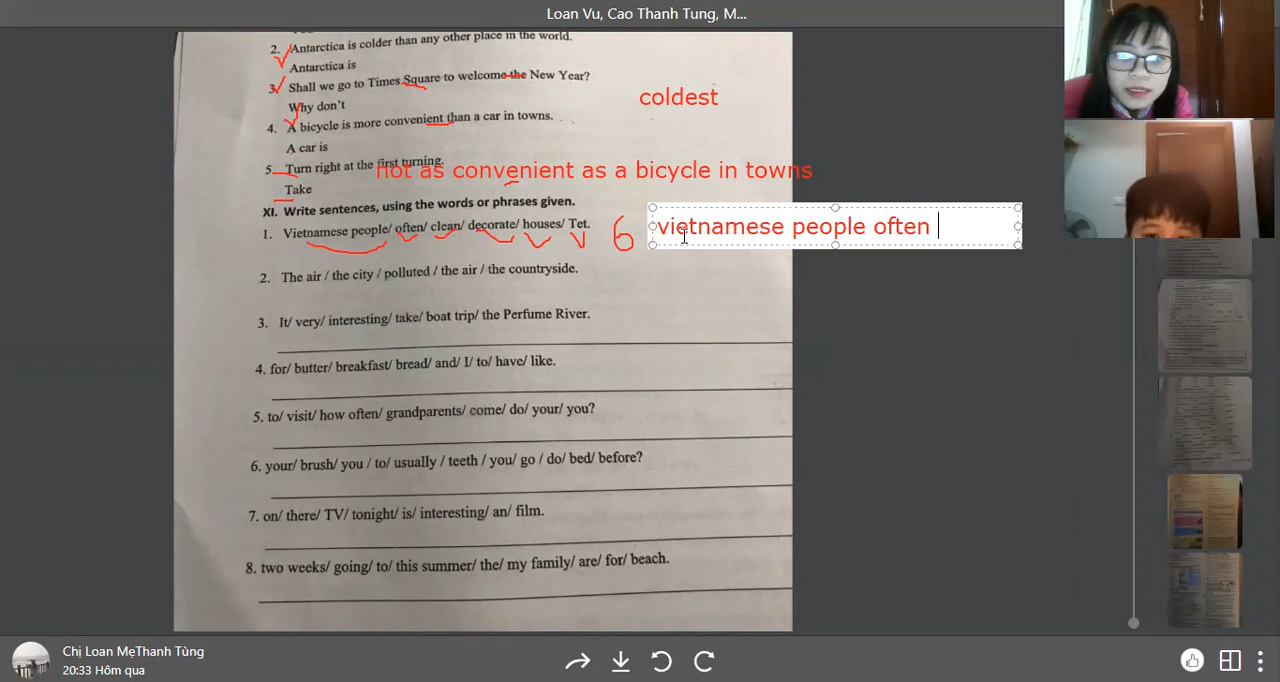 Loan Vu, Cao Thanh Tung, M...
2. Antarctica is colder than any other place in the world.
Antarctica is
3. Shall we go to Times Square to welcome the New Year?
coldest
Why don't
4. A bicycle is more convenient than a car in towns.
A car is
not as convenient as a bicycle in towns
5. Turn right at the first turning.
Take
XI. Write sentences, using the words or phrases given.
1. Vietnamese people/ often/ clean/ decorate/ houses/ Tet.
6
vietnamese people often
2. The air / the city / polluted / the air / the countryside.
3. It/ very/ interesting/ take/ boat trip/ the Perfume River.
4. for/ butter/ breakfast/ bread/ and/ I/ to/ have/ like.
5. to/ visit/ how often/ grandparents/ come/ do/ your/ you?
6. your/ brush/ you / to/ usually / teeth / you/ go / do/ bed/ before?
7. on/ there/ TV/ tonight/ is/ interesting/ an/ film.
8. two weeks/ going/ to/ this summer/ the/ my family/ are/ for/ beach.
Chị Loan MẹThanh Tùng
20:33 Hôm qua